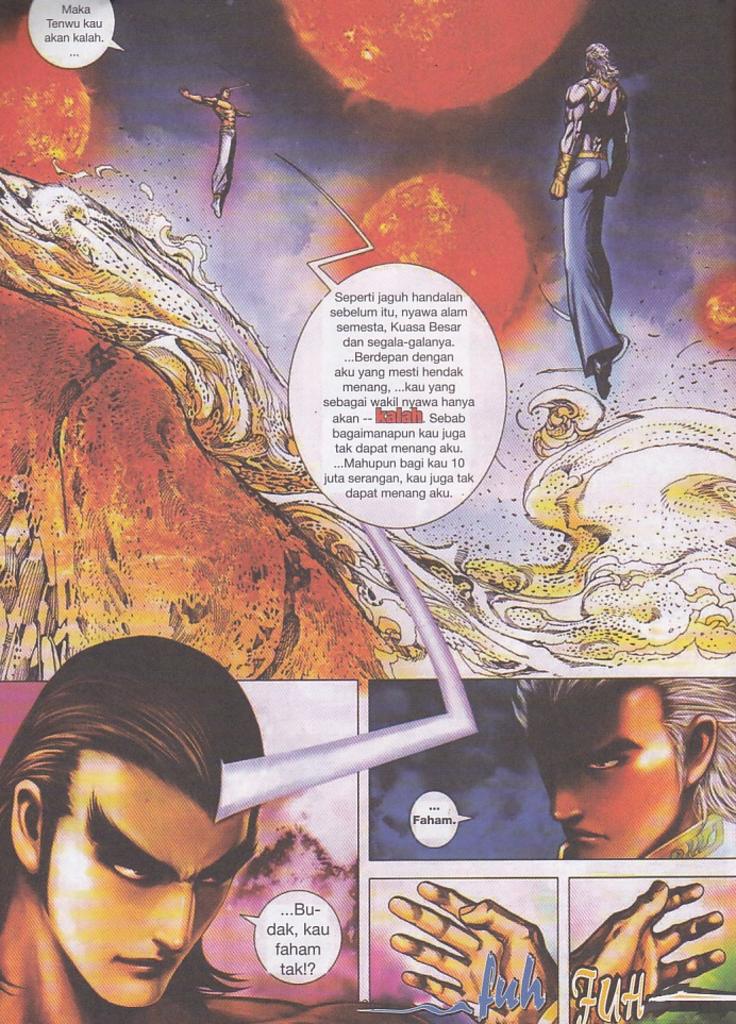 Maka
Tenwu kau
akan kalah.
...
Seperti jaguh handalan
sebelum itu, nyawa alam
semesta, Kuasa Besar
dan segala-galanya.
...Berdepan dengan
aku yang mesti hendak
menang, ...kau yang
sebagai wakil nyawa hanya
akan -- kalah. Sebab
bagaimanapun kau juga
tak dapat menang aku.
...Mahupun bagi kau 10
juta serangan, kau juga tak
dapat menang aku.
...
Faham.
...Bu-
dak, kau
faham
tak!?
fuh
FUH